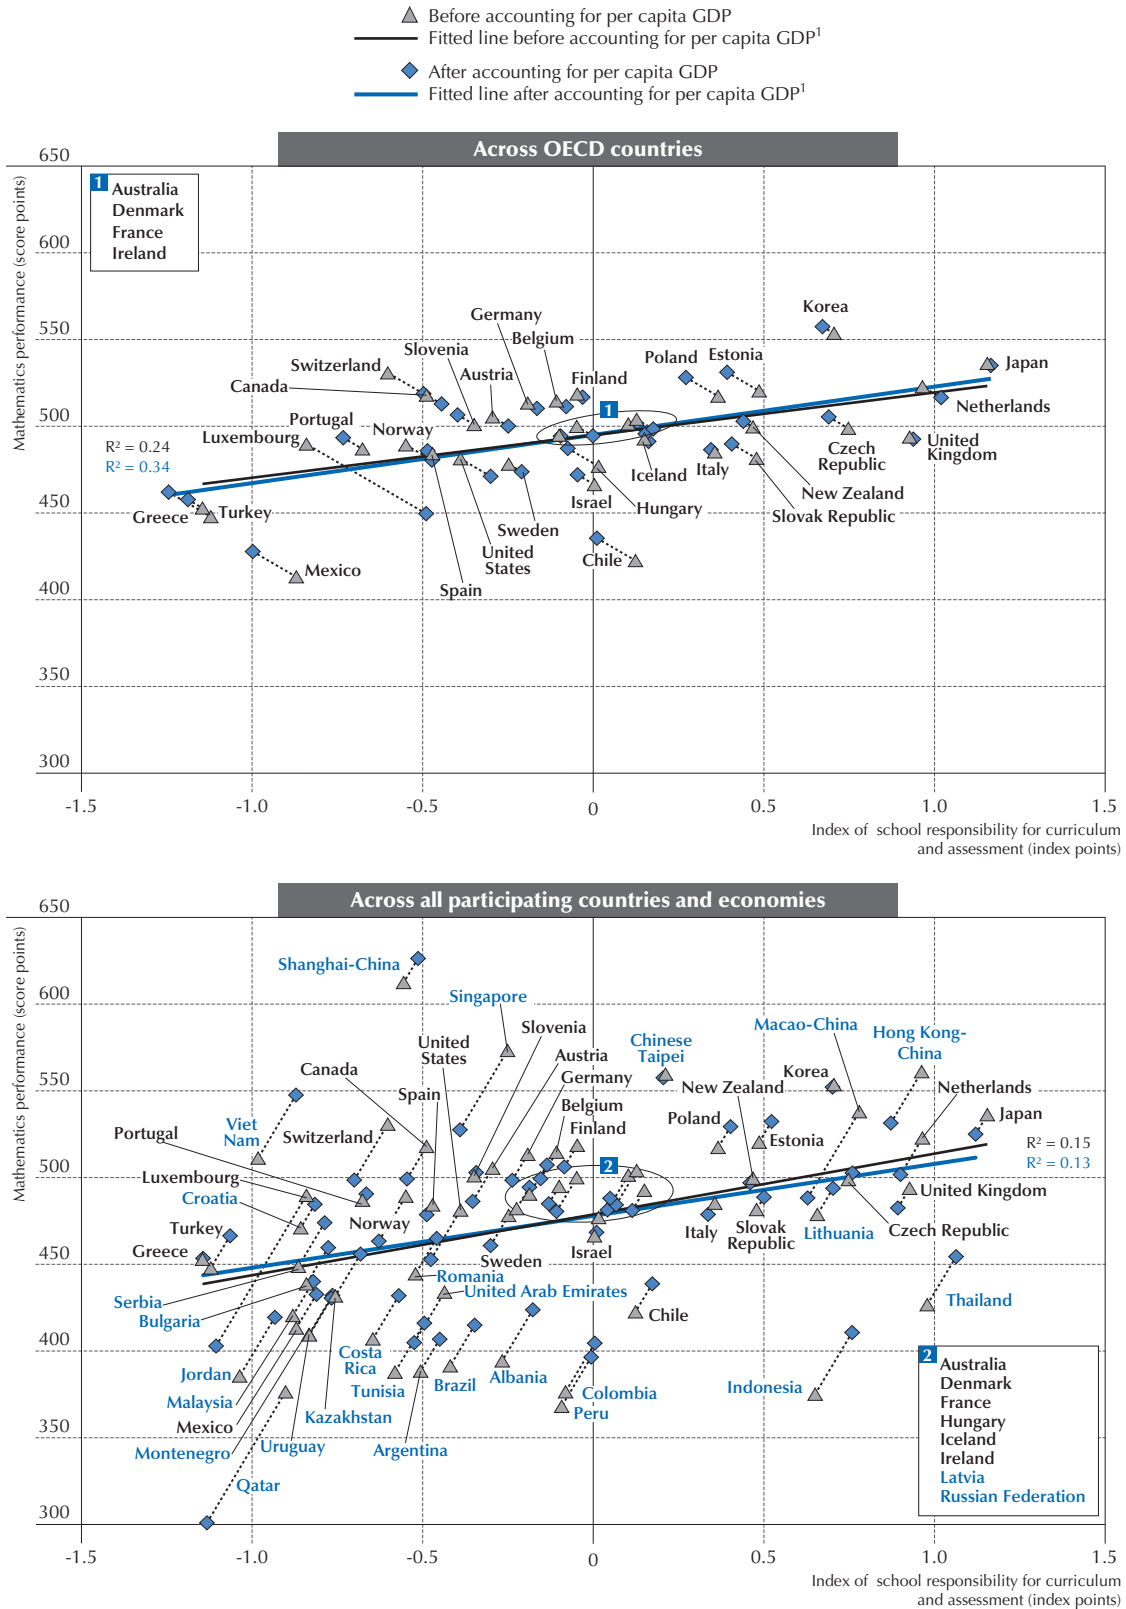 Before accounting for per capita GDP
Fitted line before accounting for per capita GDP¹
After accounting for per capita GDP
Fitted line after accounting for per capita GDP¹
Across OECD countries
Mathematics performance (score points)
650
600
550
500
450
400
350
300
1
Australia
Denmark
France
Ireland
Korea
Germany
Belgium
Slovenia
Switzerland
Austria
Canada
Finland
Poland
Estonia
Japan
Netherlands
1
Portugal
Norway
Luxembourg
R² = 0.24
R² = 0.34
United
Kingdom
Czech
Republic
Italy
Iceland
New Zealand
Israel
Hungary
Slovak Republic
Greece
Turkey
Sweden
United
States
Chile
Mexico
Spain
-1.5
-1.0
-0.5
0
0.5
1.0
1.5
Index of school responsibility for curriculum
and assessment (index points)
Across all participating countries and economies
Mathematics performance (score points)
650
600
550
500
450
400
350
300
Shanghai-China
Singapore
Slovenia
United
States
Chinese
Taipei
Macao-China
Hong Kong-
China
Austria
Canada
Germany
Korea
Spain
New Zealand
Netherlands
Belgium
Viet
Nam
Portugal
Switzerland
Finland
Poland
Estonia
Japan
R² = 0.15
R² = 0.13
2
Luxembourg
Croatia
United Kingdom
Turkey
Norway
Italy
Slovak
Republic
Lithuania
Czech Republic
Greece
Sweden
Israel
Romania
United Arab Emirates
Serbia
Bulgaria
Chile
Thailand
Jordan
Costa
Rica
Tunisia
Brazil
Albania
Colombia
Indonesia
Malaysia
Mexico
Kazakhstan
Peru
Montenegro
Uruguay
Argentina
Qatar
2
Australia
Denmark
France
Hungary
Iceland
Ireland
Latvia
Russian Federation
-1.5
-1.0
-0.5
0
0.5
1.0
1.5
Index of school responsibility for curriculum
and assessment (index points)